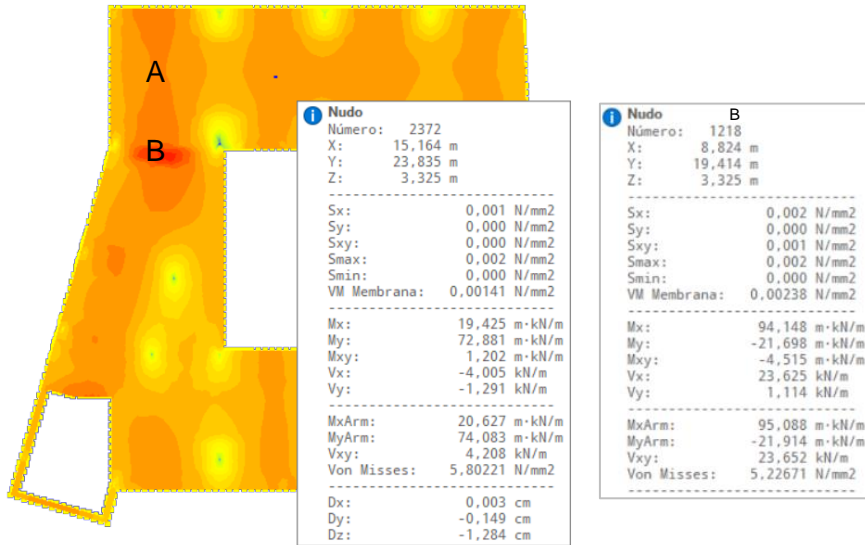 A
B
Nudo
Número: 2372
X: 15,164 m
Y: 23,835 m
Z: 3,325 m
------------------------------
Sx: 0,001 N/mm2
Sy: 0,000 N/mm2
Sxy: 0,000 N/mm2
Smax: 0,002 N/mm2
Smin: 0,000 N/mm2
VM Membrana: 0,00141 N/mm2
------------------------------
Mx: 19,425 m·kN/m
My: 72,881 m·kN/m
Mxy: 1,202 m·kN/m
Vx: -4,005 kN/m
Vy: -1,291 kN/m
------------------------------
MxArm: 20,627 m·kN/m
MyArm: 74,083 m·kN/m
Vxy: 4,208 kN/m
Von Misses: 5,80221 N/mm2
------------------------------
Dx: 0,003 cm
Dy: -0,149 cm
Dz: -1,284 cm
Nudo B
Número: 1218
X: 8,824 m
Y: 19,414 m
Z: 3,325 m
------------------------------
Sx: 0,002 N/mm2
Sy: 0,000 N/mm2
Sxy: 0,001 N/mm2
Smax: 0,002 N/mm2
Smin: 0,000 N/mm2
VM Membrana: 0,00238 N/mm2
------------------------------
Mx: 94,148 m·kN/m
My: -21,698 m·kN/m
Mxy: -4,515 m·kN/m
Vx: 23,625 kN/m
Vy: 1,114 kN/m
------------------------------
MxArm: 95,088 m·kN/m
MyArm: -21,914 m·kN/m
Vxy: 23,652 kN/m
Von Misses: 5,22671 N/mm2
------------------------------